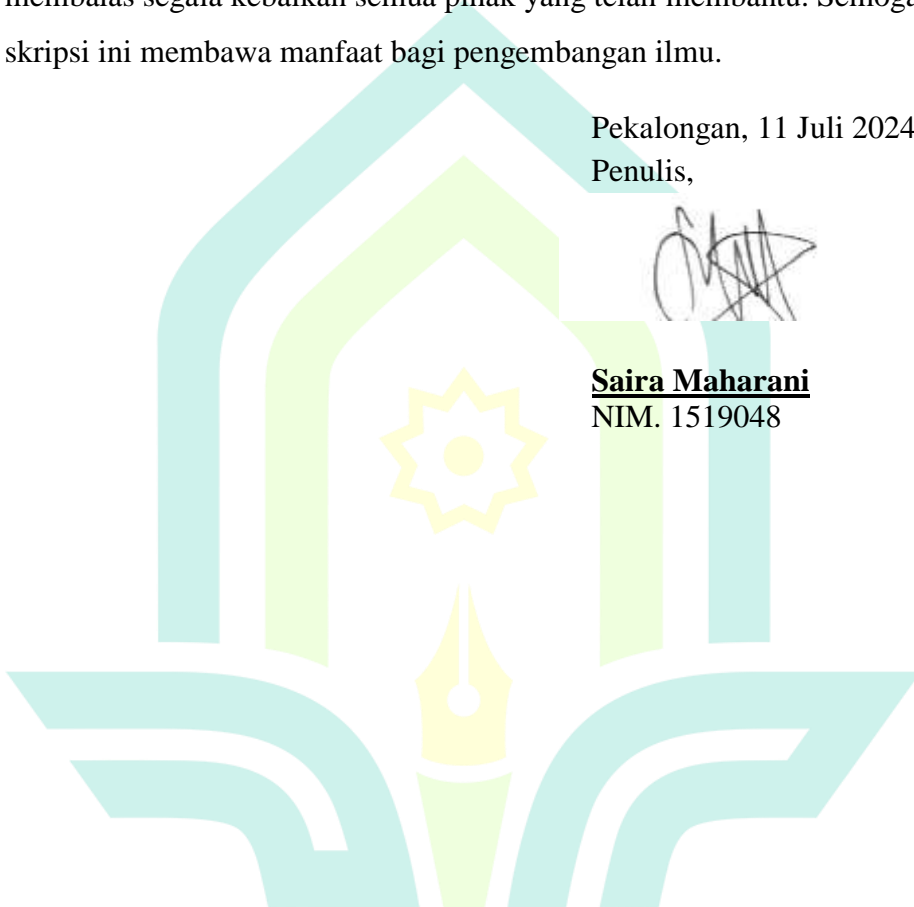 membalas segala kebaikan semua pihak yang telah membantu. Semoga
skripsi ini membawa manfaat bagi pengembangan ilmu.
Pekalongan, 11 Juli 2024
Penulis,
Saira Maharani
NIM. 1519048